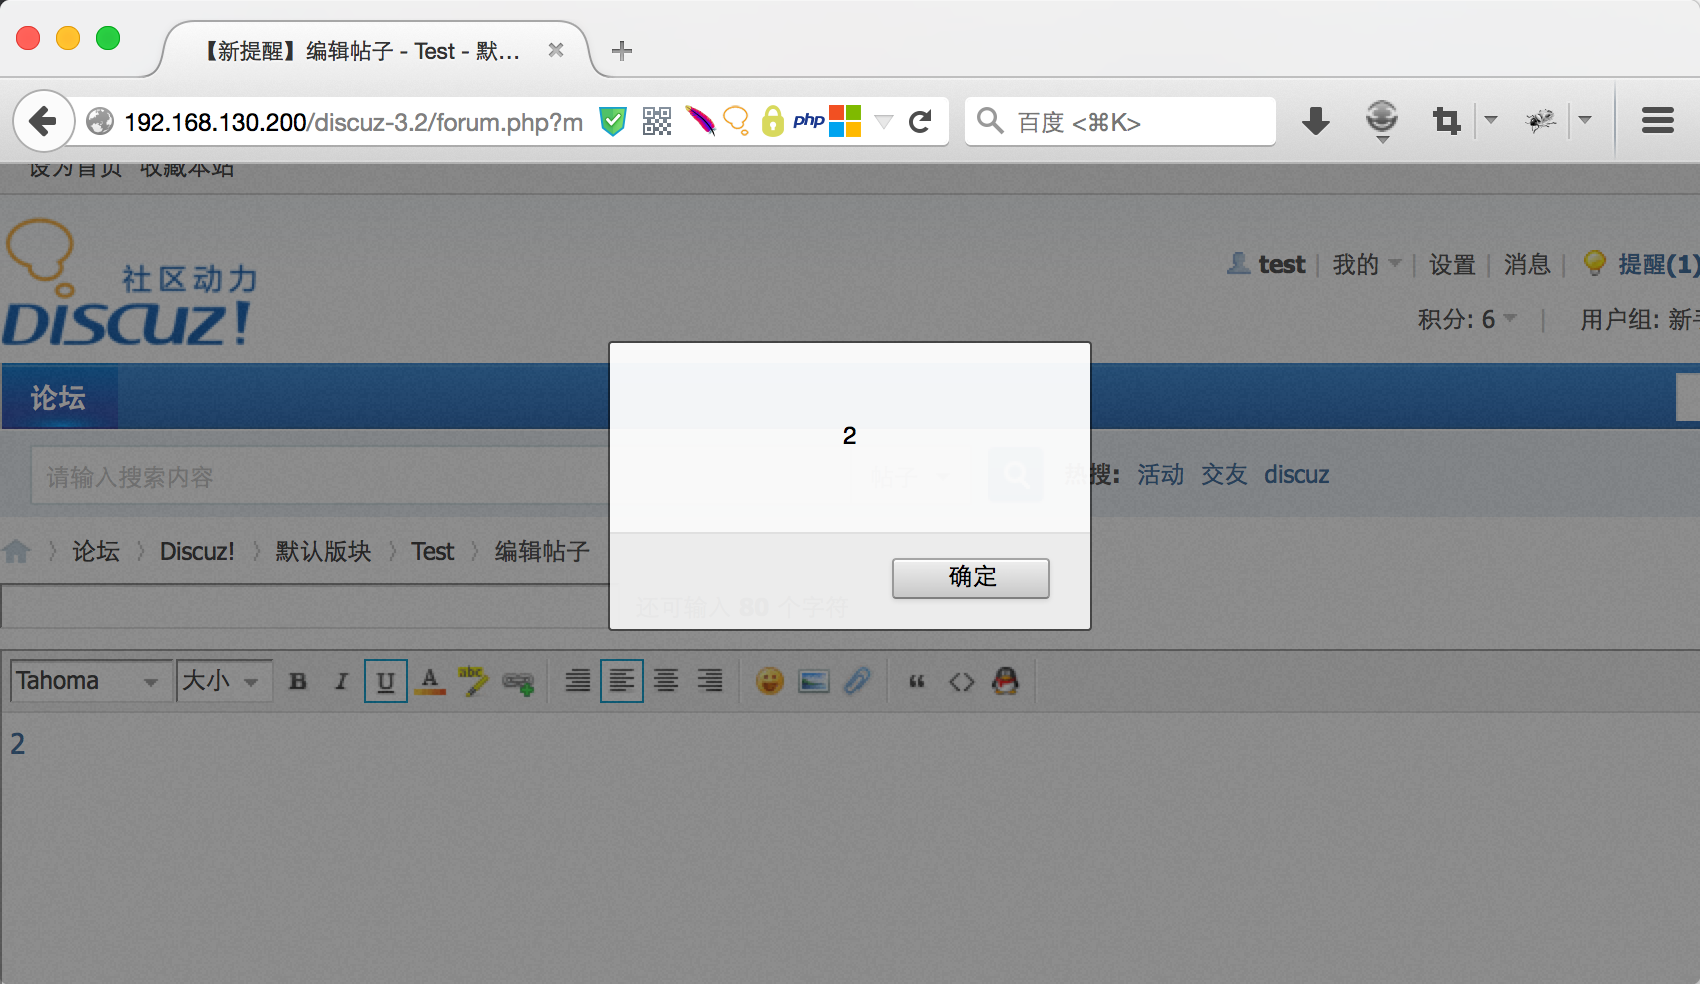 【新提醒】编辑帖子 - Test - 默...
192.168.130.200/discuz-3.2/forum.php?m
php
百度 <⌘K>
设为首页 收藏本站
社区动力
DISCUZ!
test 我的 设置 消息 提醒(1)
积分: 6 用户组: 新手
论坛
2
请输入搜索内容 帖子 热搜: 活动 交友 discuz
论坛 Discuz! 默认版块 Test 编辑帖子
确定
还可输入 80 个字符
Tahoma 大小 B I U A abc
2